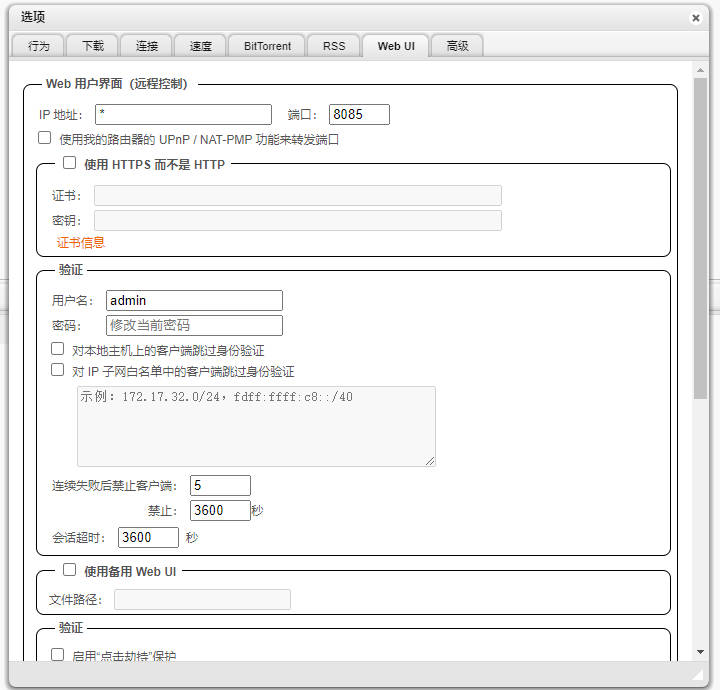 选项
行为 下载 连接 速度 BitTorrent RSS Web UI 高级
Web 用户界面（远程控制）
IP 地址： * 端口： 8085
使用我的路由器的 UPnP / NAT-PMP 功能来转发端口
使用 HTTPS 而不是 HTTP
证书：
密钥：
证书信息
验证
用户名： admin
密码： 修改当前密码
对本地主机上的客户端跳过身份验证
对 IP 子网白名单中的客户端跳过身份验证
示例：172.17.32.0/24，fdff:ffff:c8::/40
连续失败后禁止客户端： 5
禁止： 3600 秒
会话超时： 3600 秒
使用备用 Web UI
文件路径：
验证
启用“点击劫持”保护